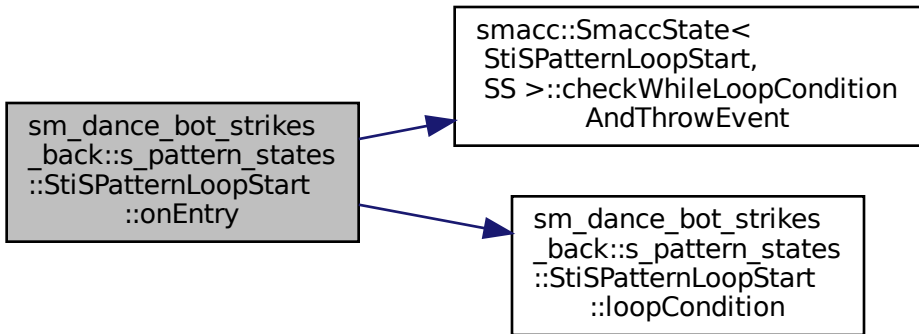 sm_dance_bot_strikes
_back::s_pattern_states
::StiSPatternLoopStart
::onEntry
smacc::SmaccState<
StiSPatternLoopStart,
SS >::checkWhileLoopCondition
AndThrowEvent
sm_dance_bot_strikes
_back::s_pattern_states
::StiSPatternLoopStart
::loopCondition